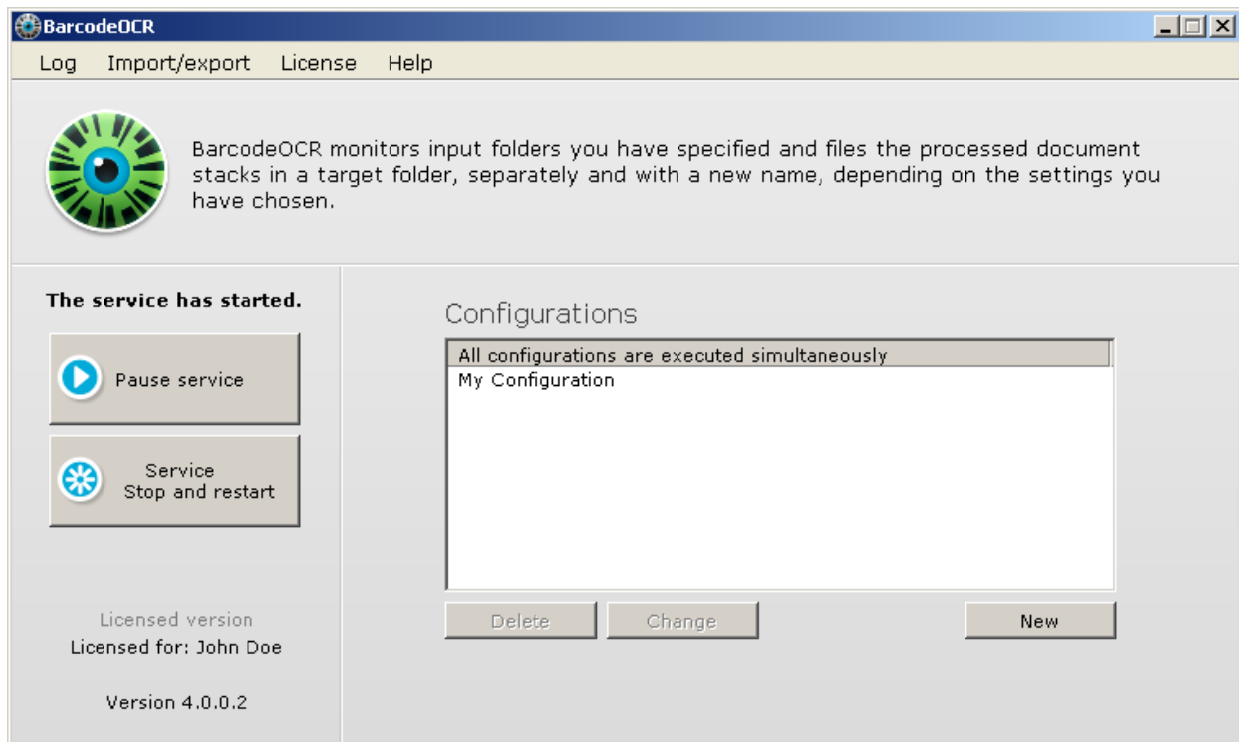 BarcodeOCR
Log Import/export License Help
BarcodeOCR monitors input folders you have specified and files the processed document
stacks in a target folder, separately and with a new name, depending on the settings you
have chosen.
The service has started.
Pause service
Service
Stop and restart
Licensed version
Licensed for: John Doe
Version 4.0.0.2
Configurations
All configurations are executed simultaneously
My Configuration
Delete Change New